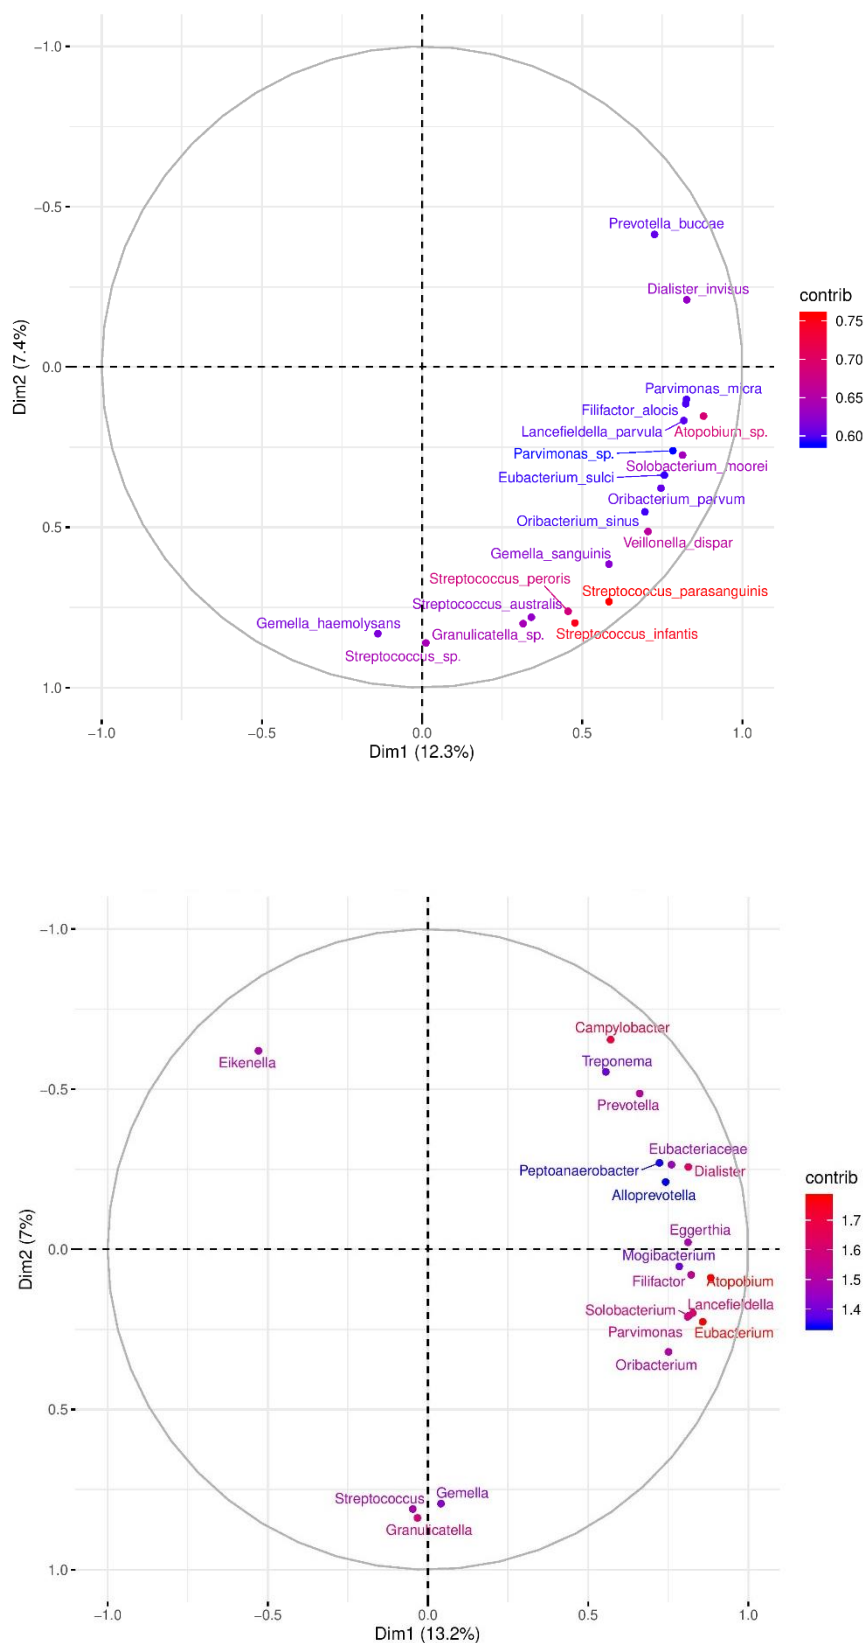 −1.0
−0.5
Prevotella_buccae
Dialister_invisus
contrib
0.75
0.70
0.65
0.60
Dim2 (7.4%)
0.0
Parvimonas_micra
Filifactor_alocis
Lancefieldella_parvula
Atopobium_sp.
Parvimonas_sp.
Solobacterium_moorei
Eubacterium_sulci
Oribacterium_parvum
Oribacterium_sinus
0.5
Veillonella_dispar
Gemella_sanguinis
Streptococcus_peroris
Streptococcus_parasanguinis
Streptococcus_australis
Gemella_haemolysans
Granulicatella_sp.
Streptococcus_infantis
Streptococcus_sp.
1.0
−1.0
−0.5
0.0
0.5
1.0
Dim1 (12.3%)
−1.0
Campylobacter
Eikenella
Treponema
−0.5
Prevotella
Eubacteriaceae
Peptoanaerobacter
Dialister
Alloprevotella
contrib
1.7
1.6
1.5
1.4
Eggerthia
Dim2 (7%)
0.0
Mogibacterium
Filifactor
Atopobium
Lancefieldella
Solobacterium
Parvimonas
Eubacterium
Oribacterium
0.5
Streptococcus
Gemella
Granulicatella
1.0
−1.0
−0.5
0.0
0.5
1.0
Dim1 (13.2%)